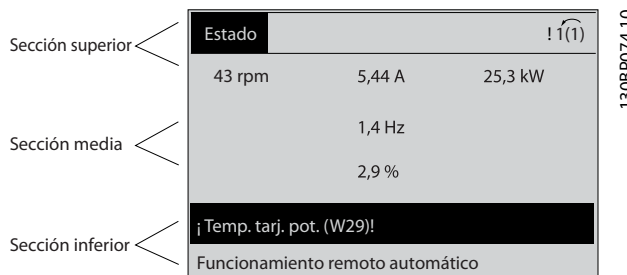 Sección superior
Estado
! 1(1)
43 rpm 5,44 A 25,3 kW
Sección media
1,4 Hz
2,9 %
¡ Temp. tarj. pot. (W29)!
Sección inferior
Funcionamiento remoto automático
130BP074.10